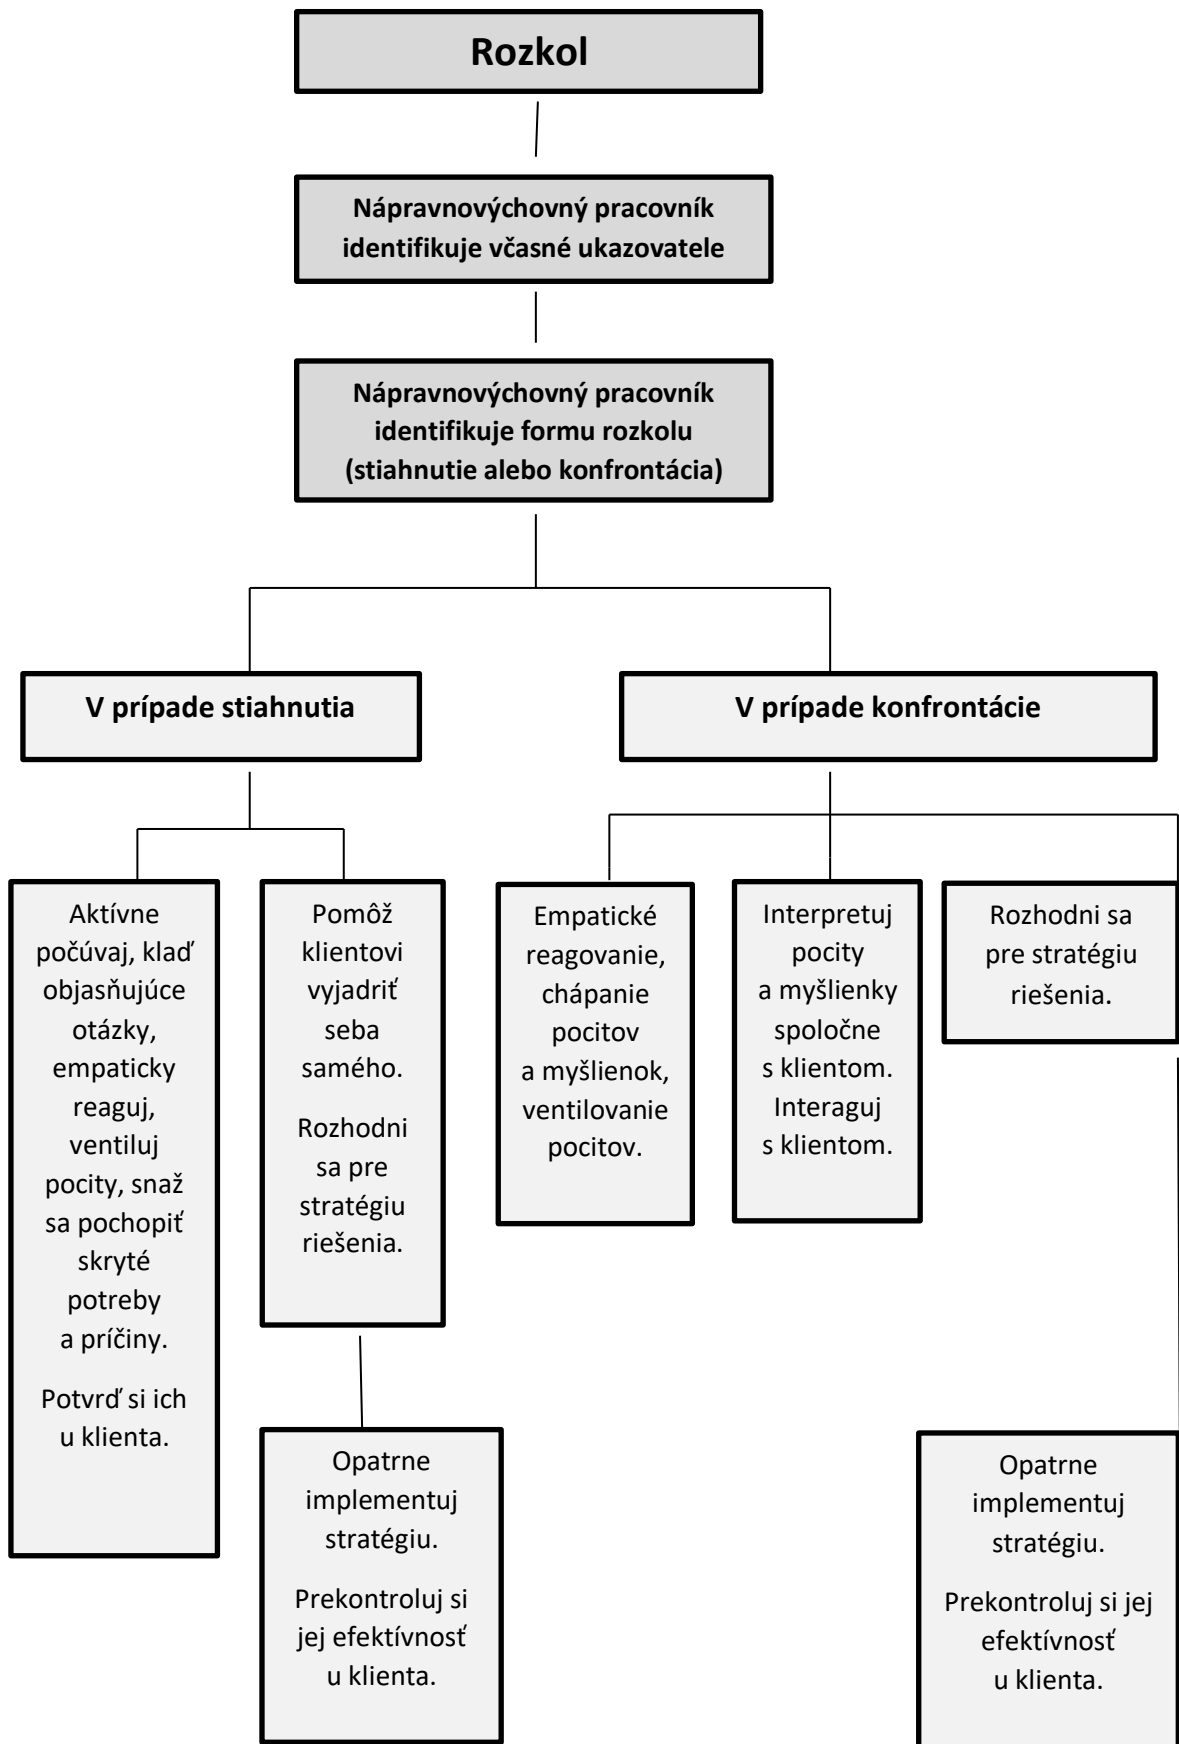 Rozkol
Nápravnovýchovný pracovník
identifikuje včasné ukazovatele
Nápravnovýchovný pracovník
identifikuje formu rozkolu
(stiahnutie alebo konfrontácia)
V prípade stiahnutia
V prípade konfrontácie
Aktívne
počúvaj, klaď
objasňujúce
otázky,
empaticky
reaguj,
ventiluj
pocity, snaž
sa pochopiť
skryté
potreby
a príčiny.
Potvrď si ich
u klienta.
Pomôž
klientovi
vyjadriť
seba
samého.
Rozhodni
sa pre
stratégiu
riešenia.
Empatické
reagovanie,
chápanie
pocitov
a myšlienok,
ventilovanie
pocitov.
Interpretuj
pocity
a myšlienky
spoločne
s klientom.
Interaguj
s klientom.
Rozhodni sa
pre stratégiu
riešenia.
Opatrne
implementuj
stratégiu.
Prekontroluj si
jej efektívnosť
u klienta.
Opatrne
implementuj
stratégiu.
Prekontroluj si jej
efektívnosť
u klienta.